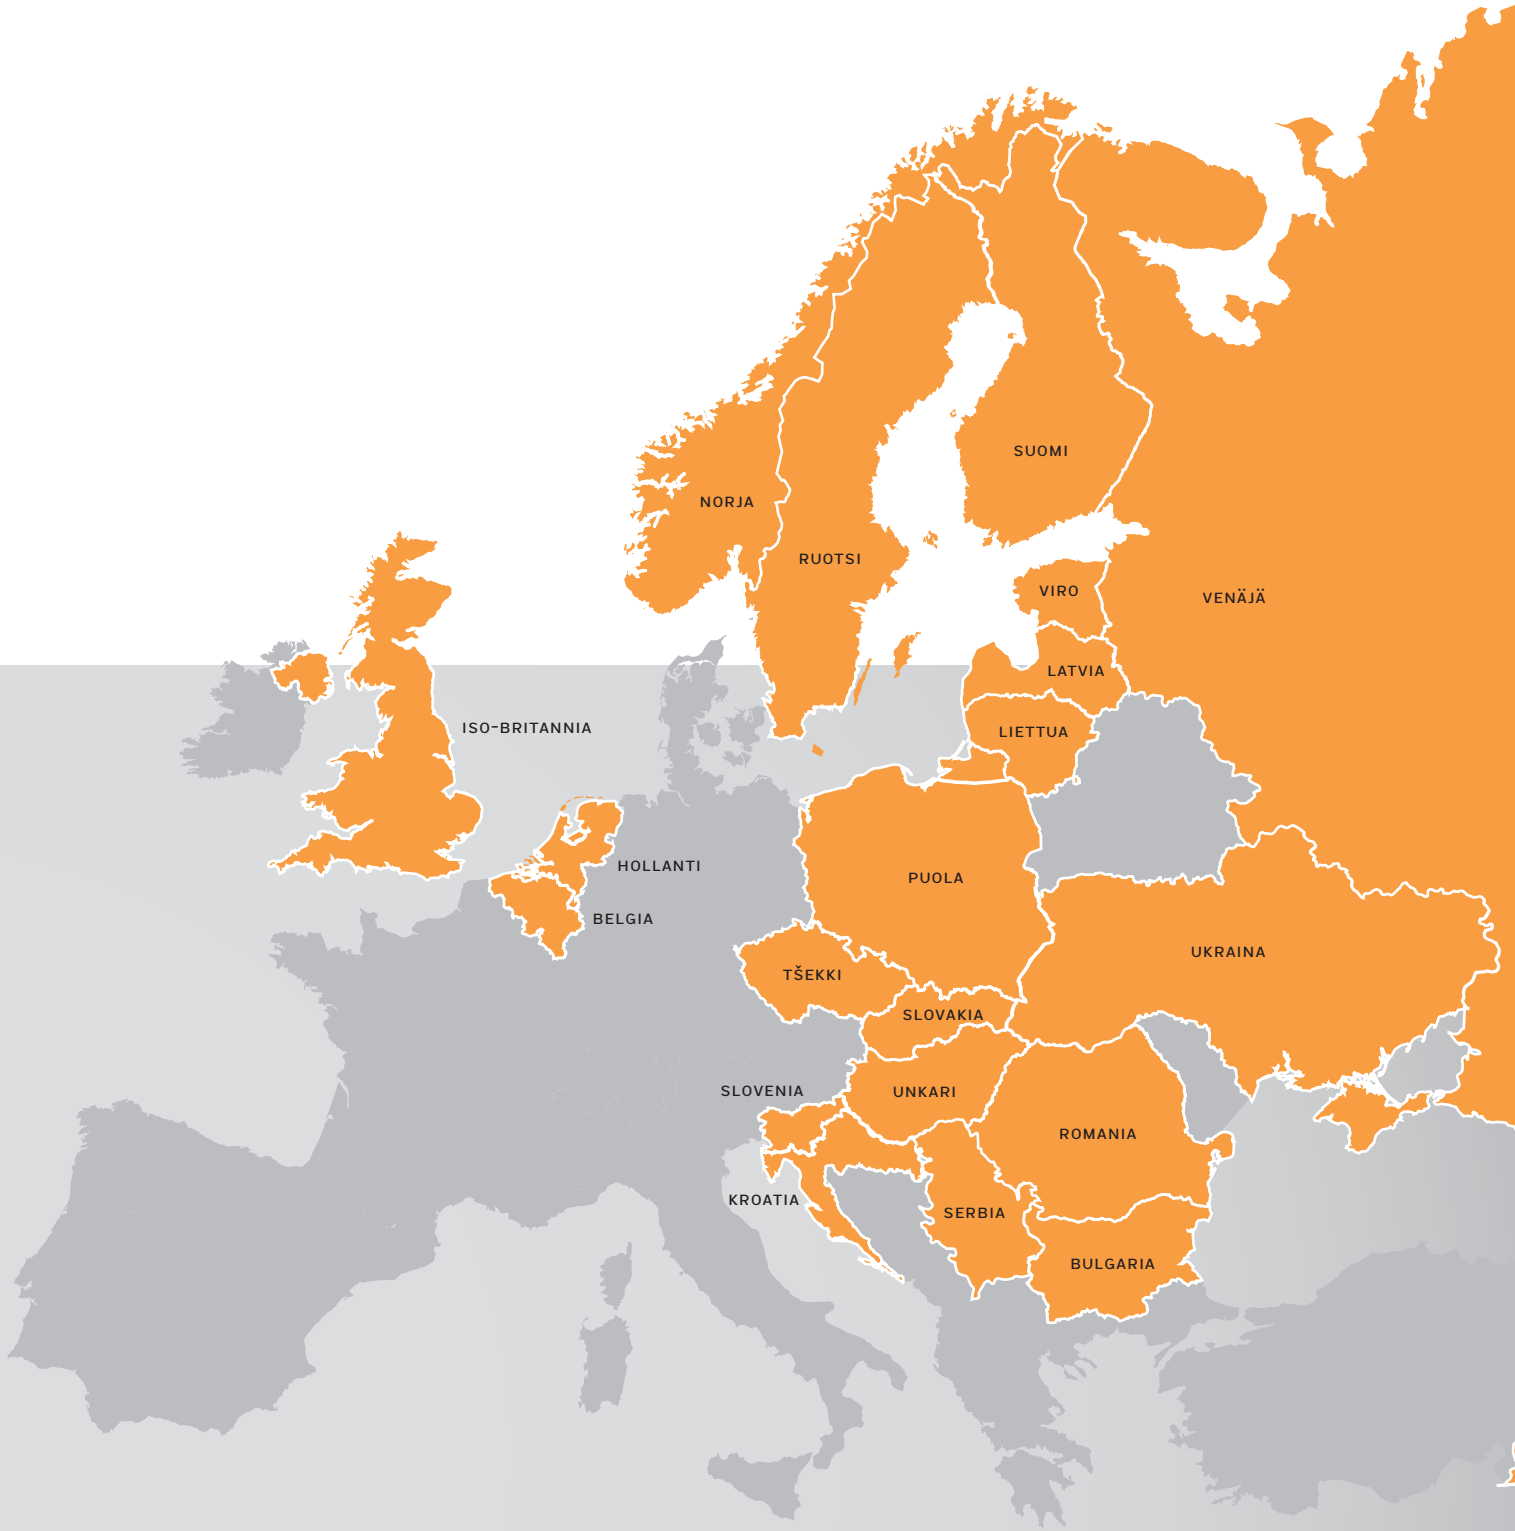 SUOMI
NORJA
RUOTSI
VIRO
VENÄJÄ
LATVIA
ISO-BRITANNIA
LIETTUA
HOLLANTI
PUOLA
BELGIA
UKRAINA
TŠEKKI
SLOVAKIA
SLOVENIA
UNKARI
ROMANIA
KROATIA
SERBIA
BULGARIA